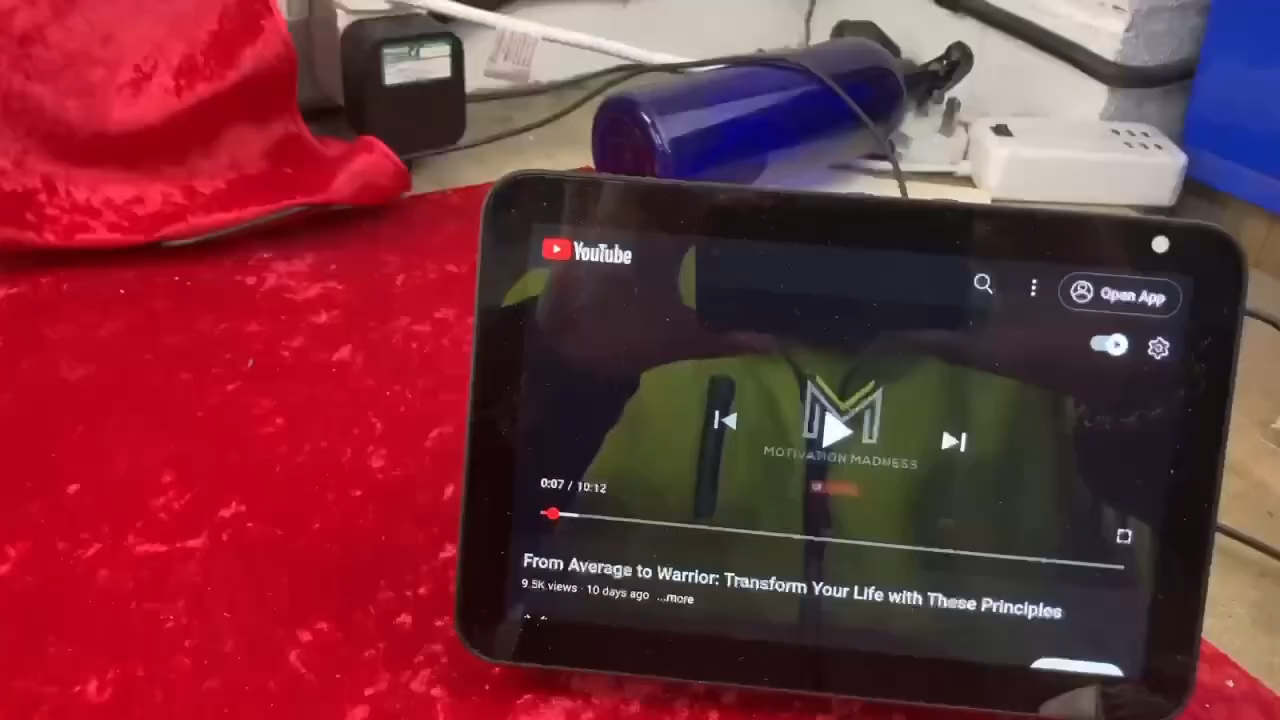 YouTube
Open App
MOTIVATION MADNESS
0:07 / 10:12
From Average to Warrior: Transform Your Life with These Principles
9.5K views · 10 days ago ...more